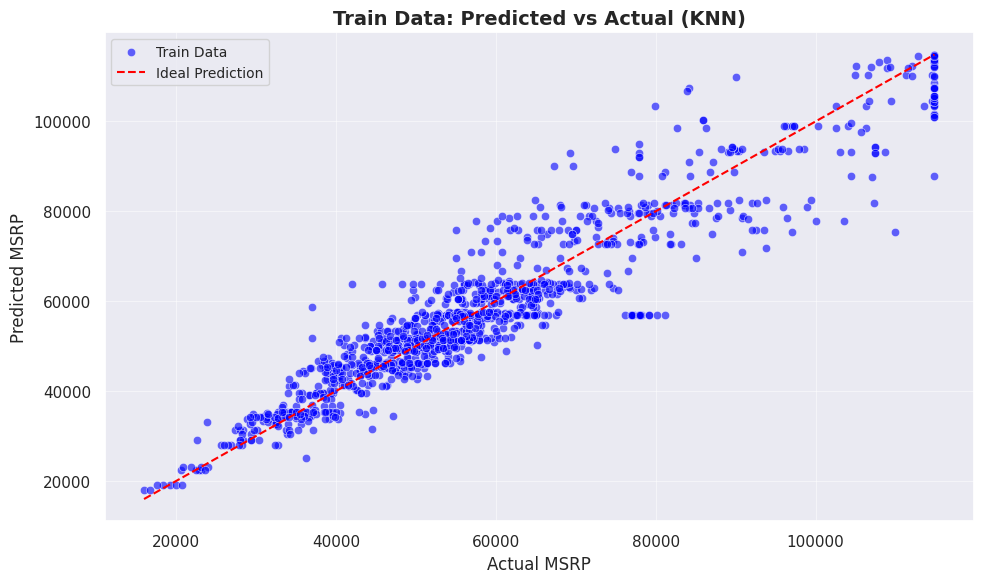 Train Data: Predicted vs Actual (KNN)
Train Data
Ideal Prediction
Predicted MSRP
100000
80000
60000
40000
20000
20000 40000 60000 80000 100000
Actual MSRP